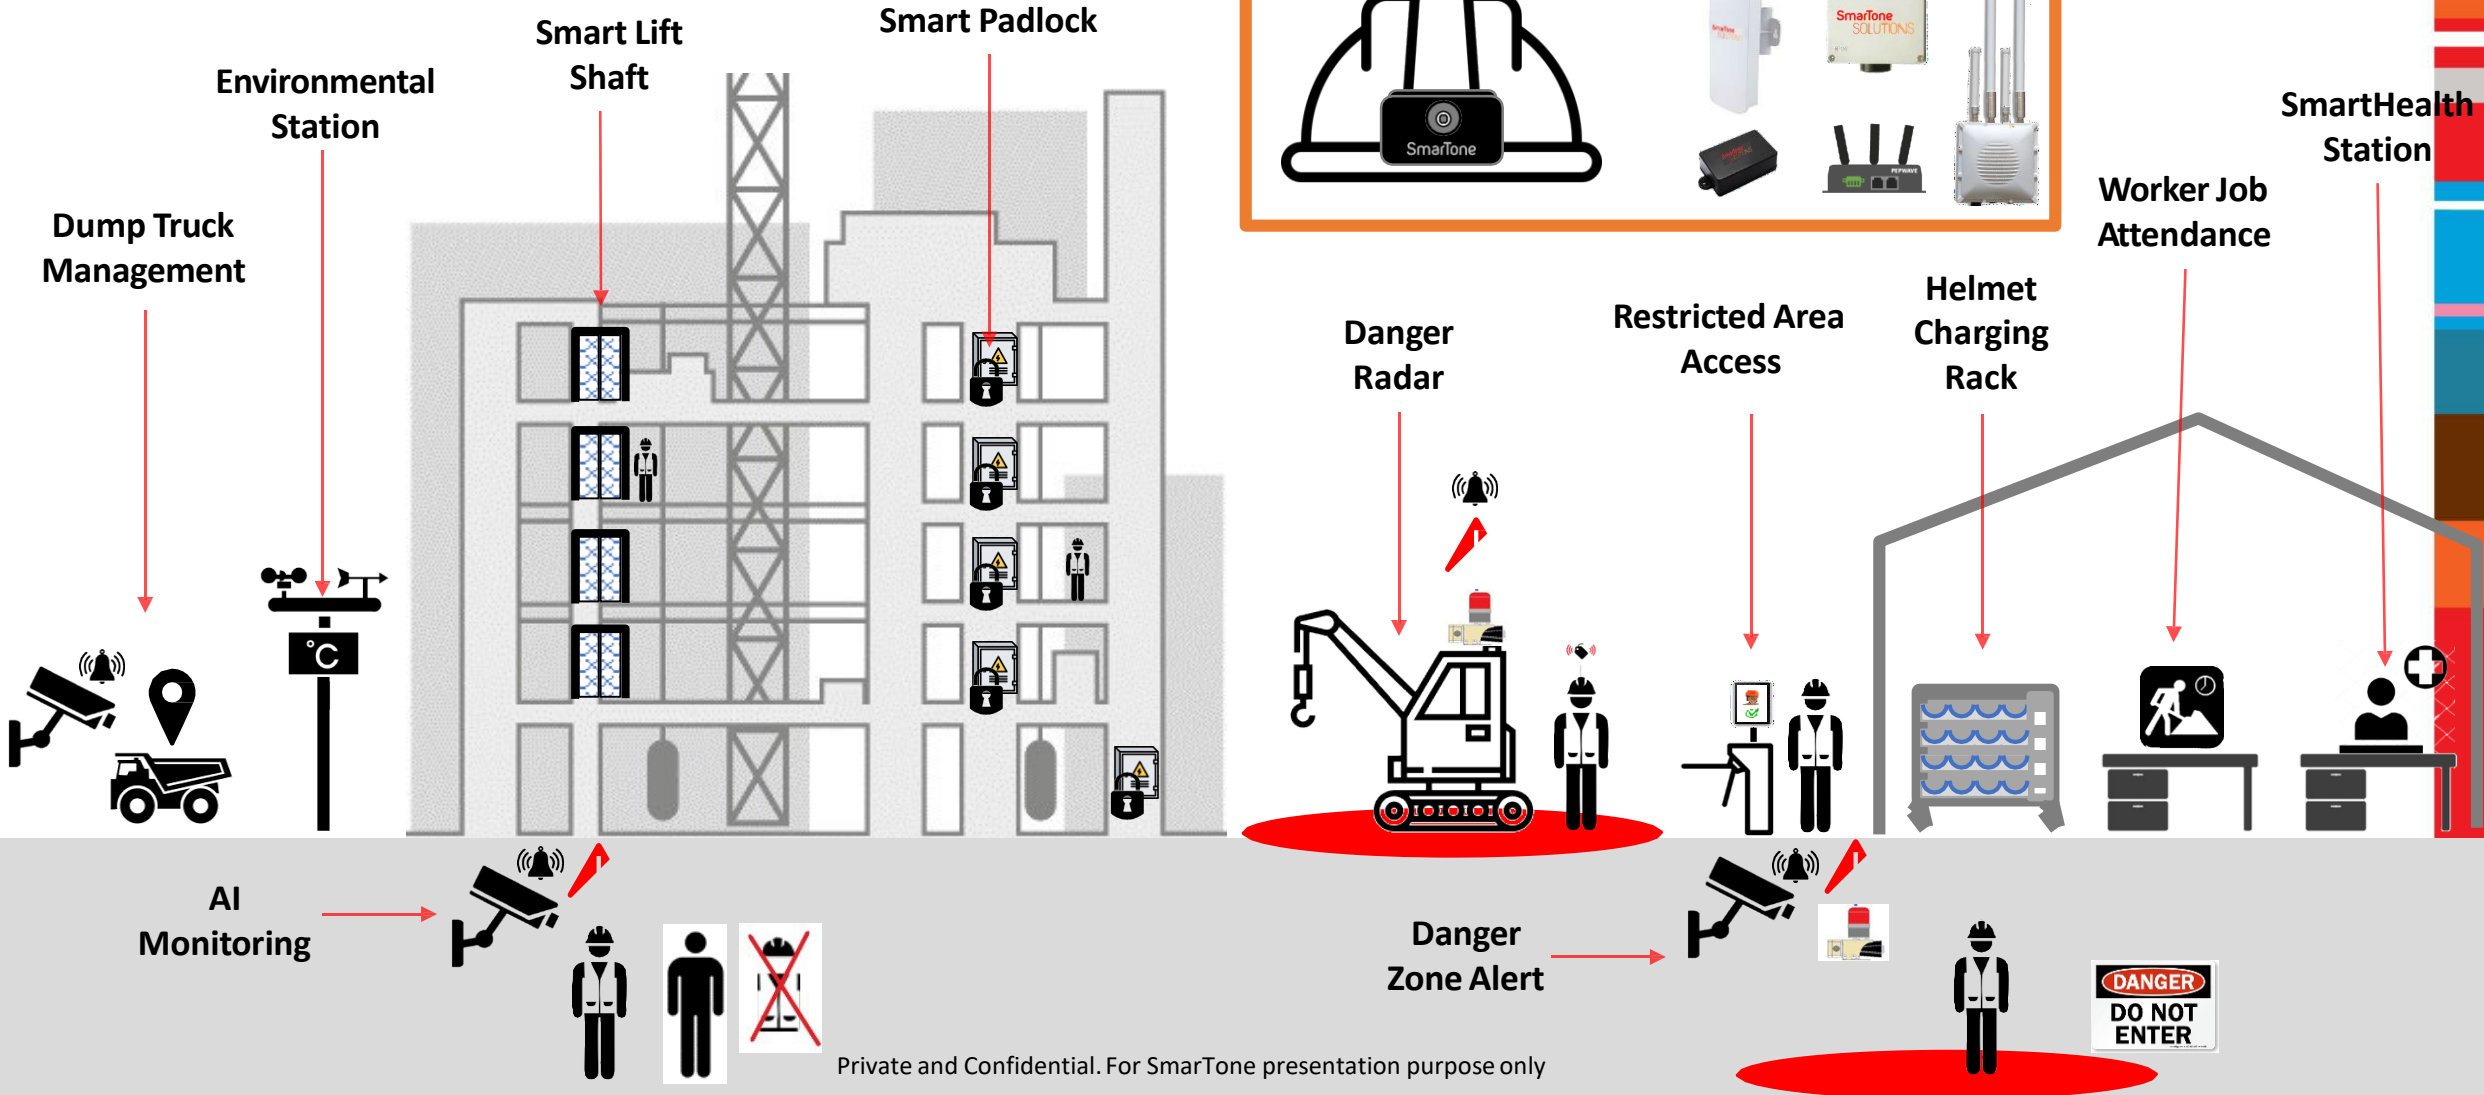 Smart Lift
Shaft
Smart Padlock
Environmental
Station
SmarTone
SOLUTIONS
SmarTone
PEPWAVE
SmartHealth
Station
Worker Job
Attendance
Dump Truck
Management
Danger
Radar
Restricted Area
Access
Helmet
Charging
Rack
°C
AI
Monitoring
Danger
Zone Alert
DANGER
DO NOT
ENTER
Private and Confidential. For SmarTone presentation purpose only